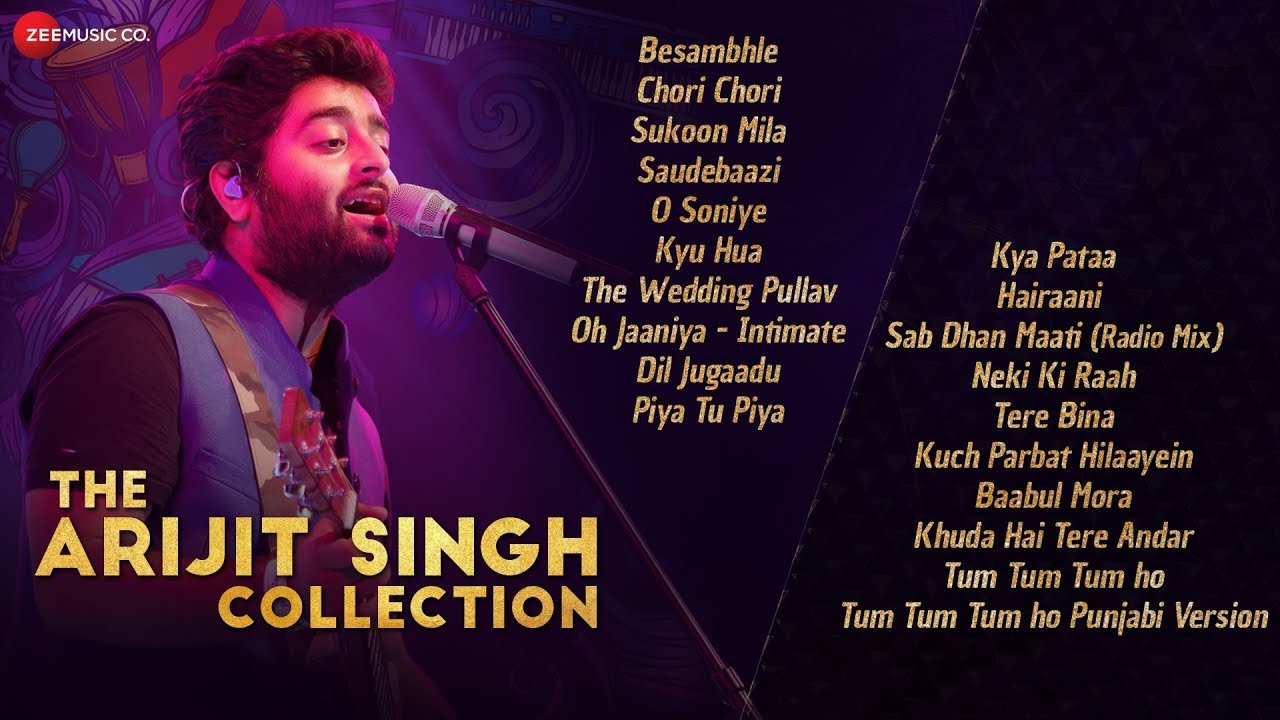 ZEEMUSIC CO.
Besambhle
Chori Chori
Sukoon Mila
Saudebaazi
O Soniye
Kyu Hua
The Wedding Pullav
Oh Jaaniya - Intimate
Dil Jugaadu
Piya Tu Piya
Kya Pataa
Hairaani
Sab Dhan Maati (Radio Mix)
Neki Ki Raah
Tere Bina
Kuch Parbat Hilaayein
Baabul Mora
Khuda Hai Tere Andar
Tum Tum Tum ho
Tum Tum Tum ho Punjabi Version
THE
ARIJIT SINGH
COLLECTION